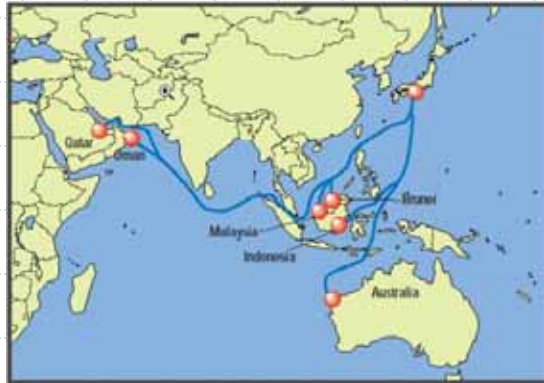 Qatar
Oman
Brunei
Malaysia
Indonesia
Australia